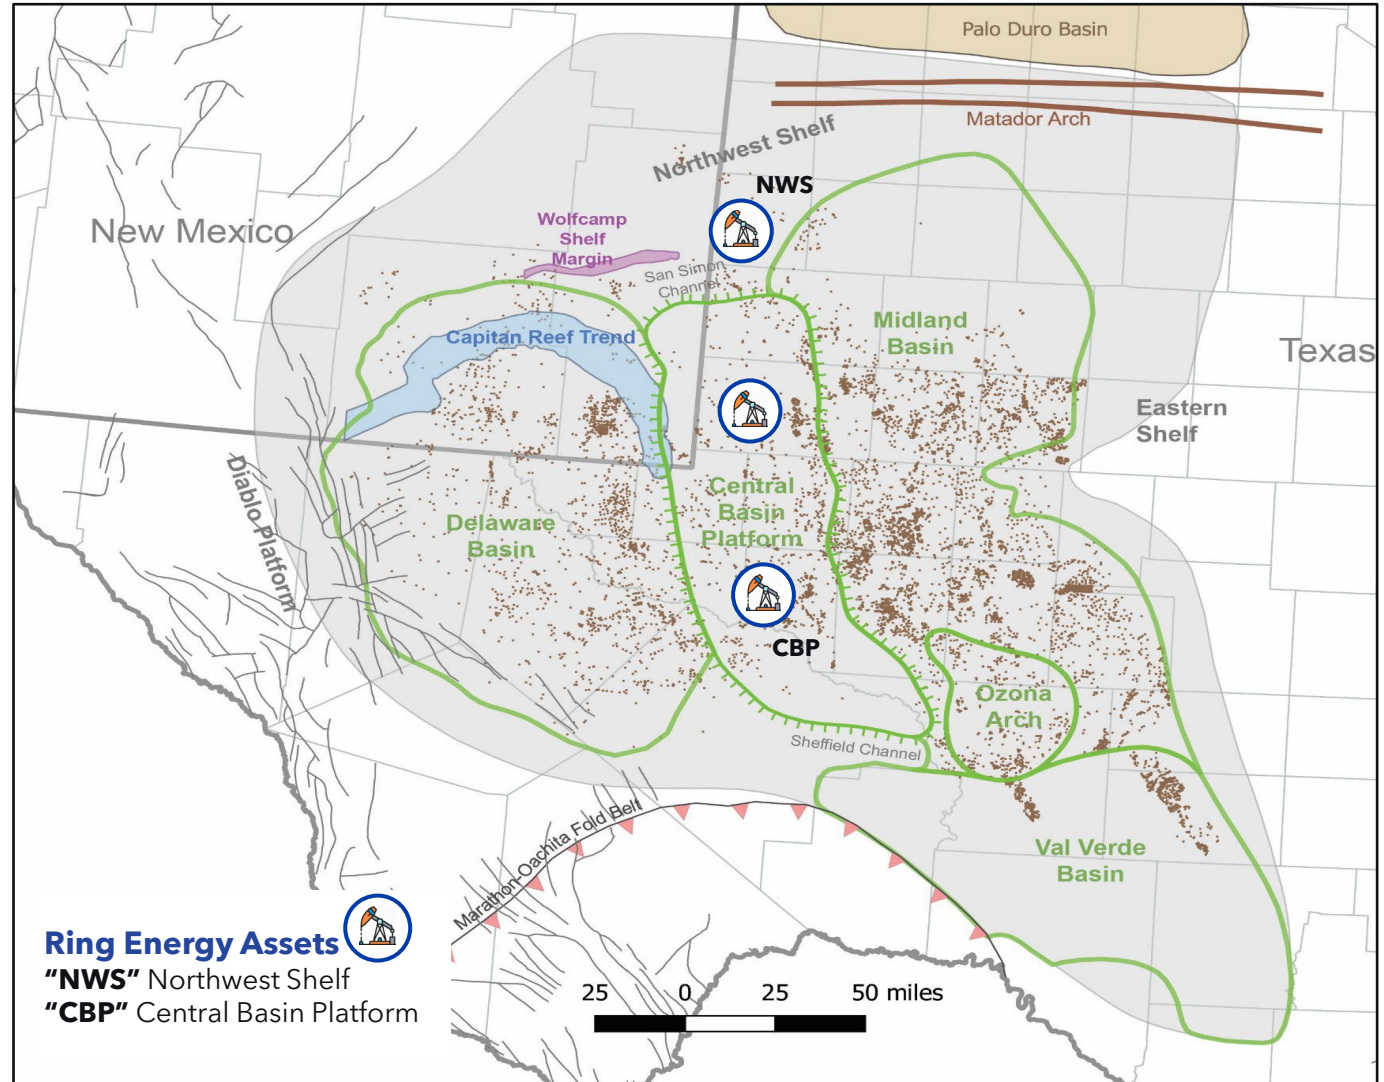 Palo Duro Basin
Matador Arch
Northwest Shelf
NWS
New Mexico
Wolfcamp
Shelf
Margin
San Simon
Channel
Capitan Reef Trend
Midland
Basin
Texas
Eastern
Shelf
Diablo Platform
Delaware
Basin
Central
Basin
Platform
CBP
Ozona
Arch
Sheffield Channel
Marathon-Oachita Fold Belt
Val Verde
Basin
Ring Energy Assets
"NWS" Northwest Shelf
"CBP" Central Basin Platform
25 0 25 50 miles